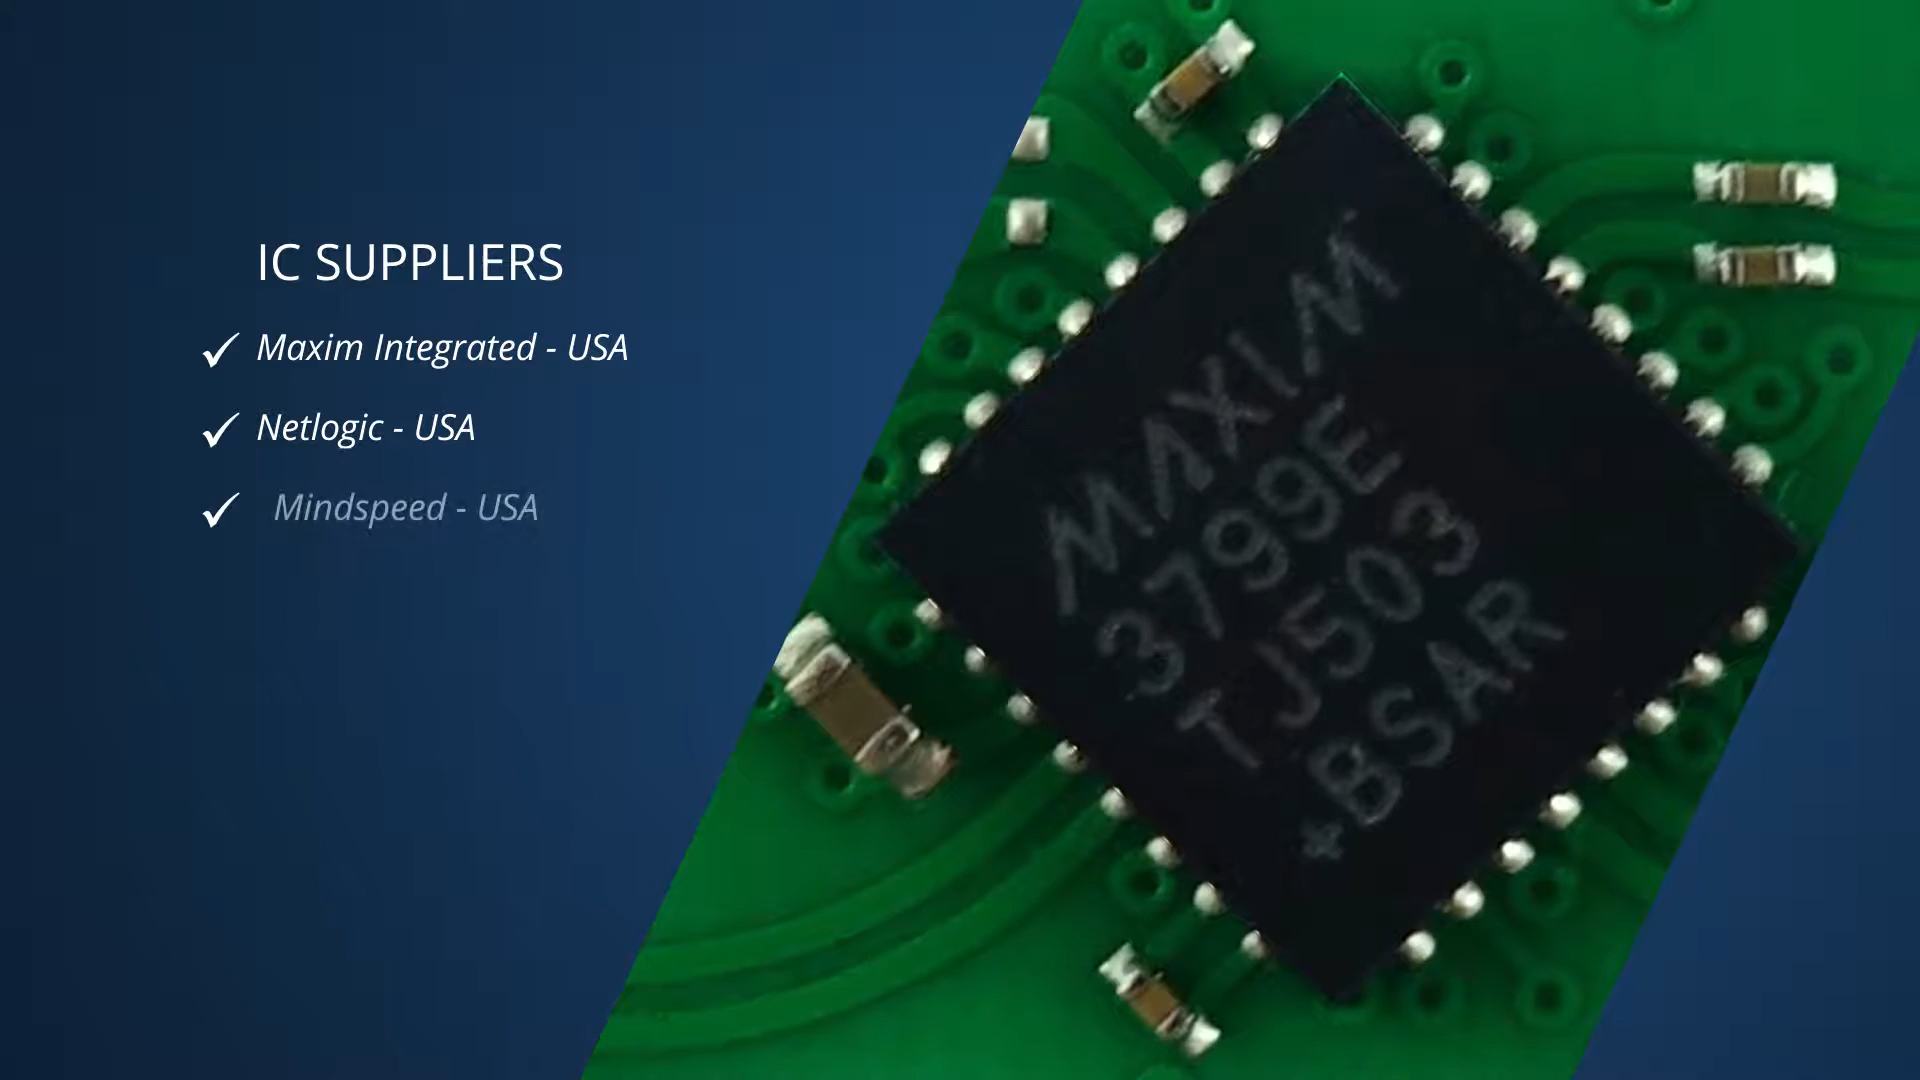 IC SUPPLIERS
Maxim Integrated - USA
Netlogic - USA
Mindspeed - USA
MAXIM
3799E
TJ503
+BSAR